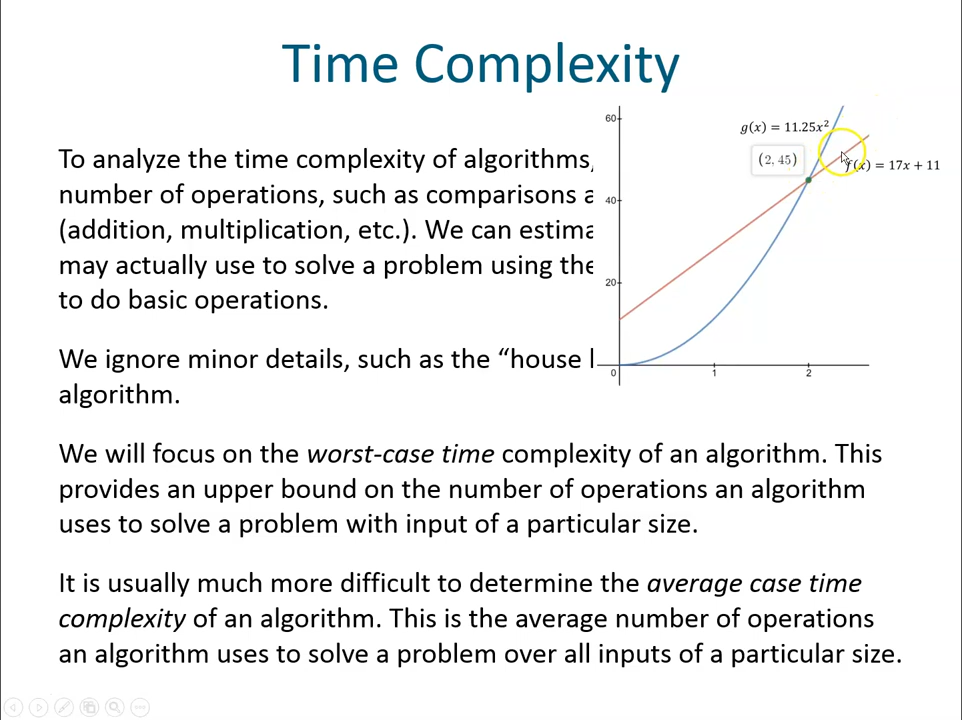 Time Complexity
To analyze the time complexity of algorithms,
number of operations, such as comparisons a
(addition, multiplication, etc.). We can estima
may actually use to solve a problem using the
to do basic operations.
We ignore minor details, such as the “house
algorithm.
We will focus on the worst-case time complexity of an algorithm. This
provides an upper bound on the number of operations an algorithm
uses to solve a problem with input of a particular size.
It is usually much more difficult to determine the average case time
complexity of an algorithm. This is the average number of operations
an algorithm uses to solve a problem over all inputs of a particular size.
60
g(x) = 11.25x²
(2, 45)
f(x) = 17x + 11
40
20
0
1
2